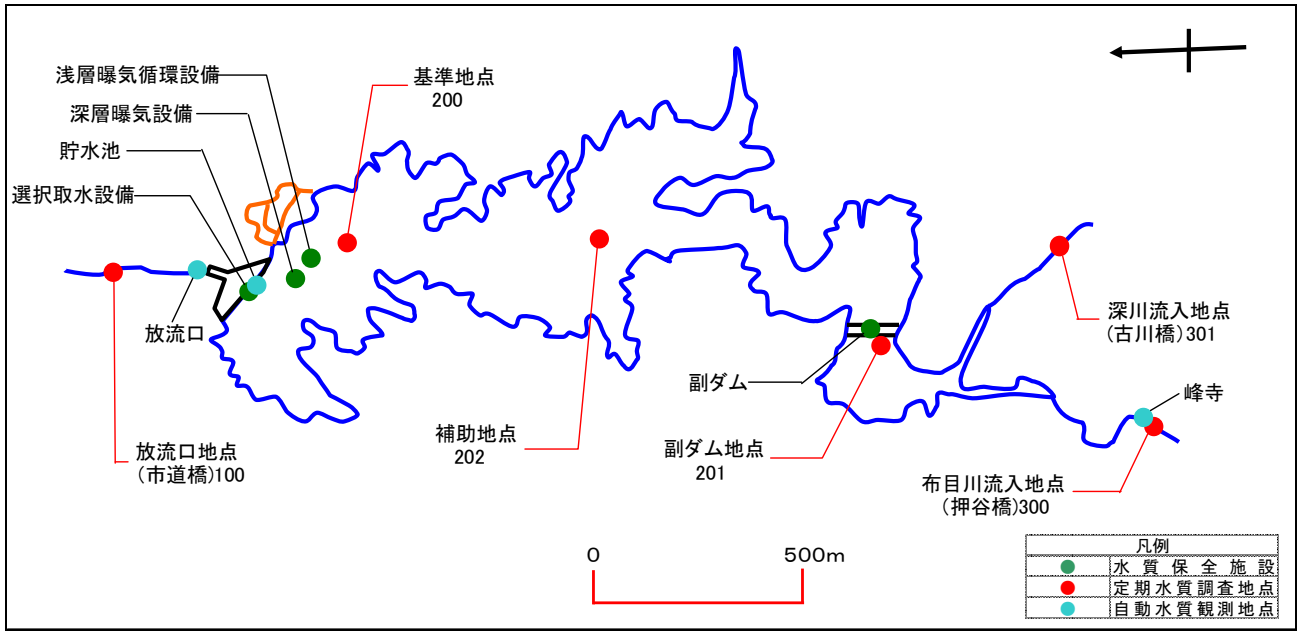 浅層曝気循環設備
深層曝気設備
貯水池
選択取水設備
基準地点
200
放流口
放流口地点
(市道橋)100
補助地点
202
副ダム
副ダム地点
201
深川流入地点
(古川橋)301
峰寺
布目川流入地点
(押谷橋)300
0 500m
凡例
水質保全施設
定期水質調査地点
自動水質観測地点